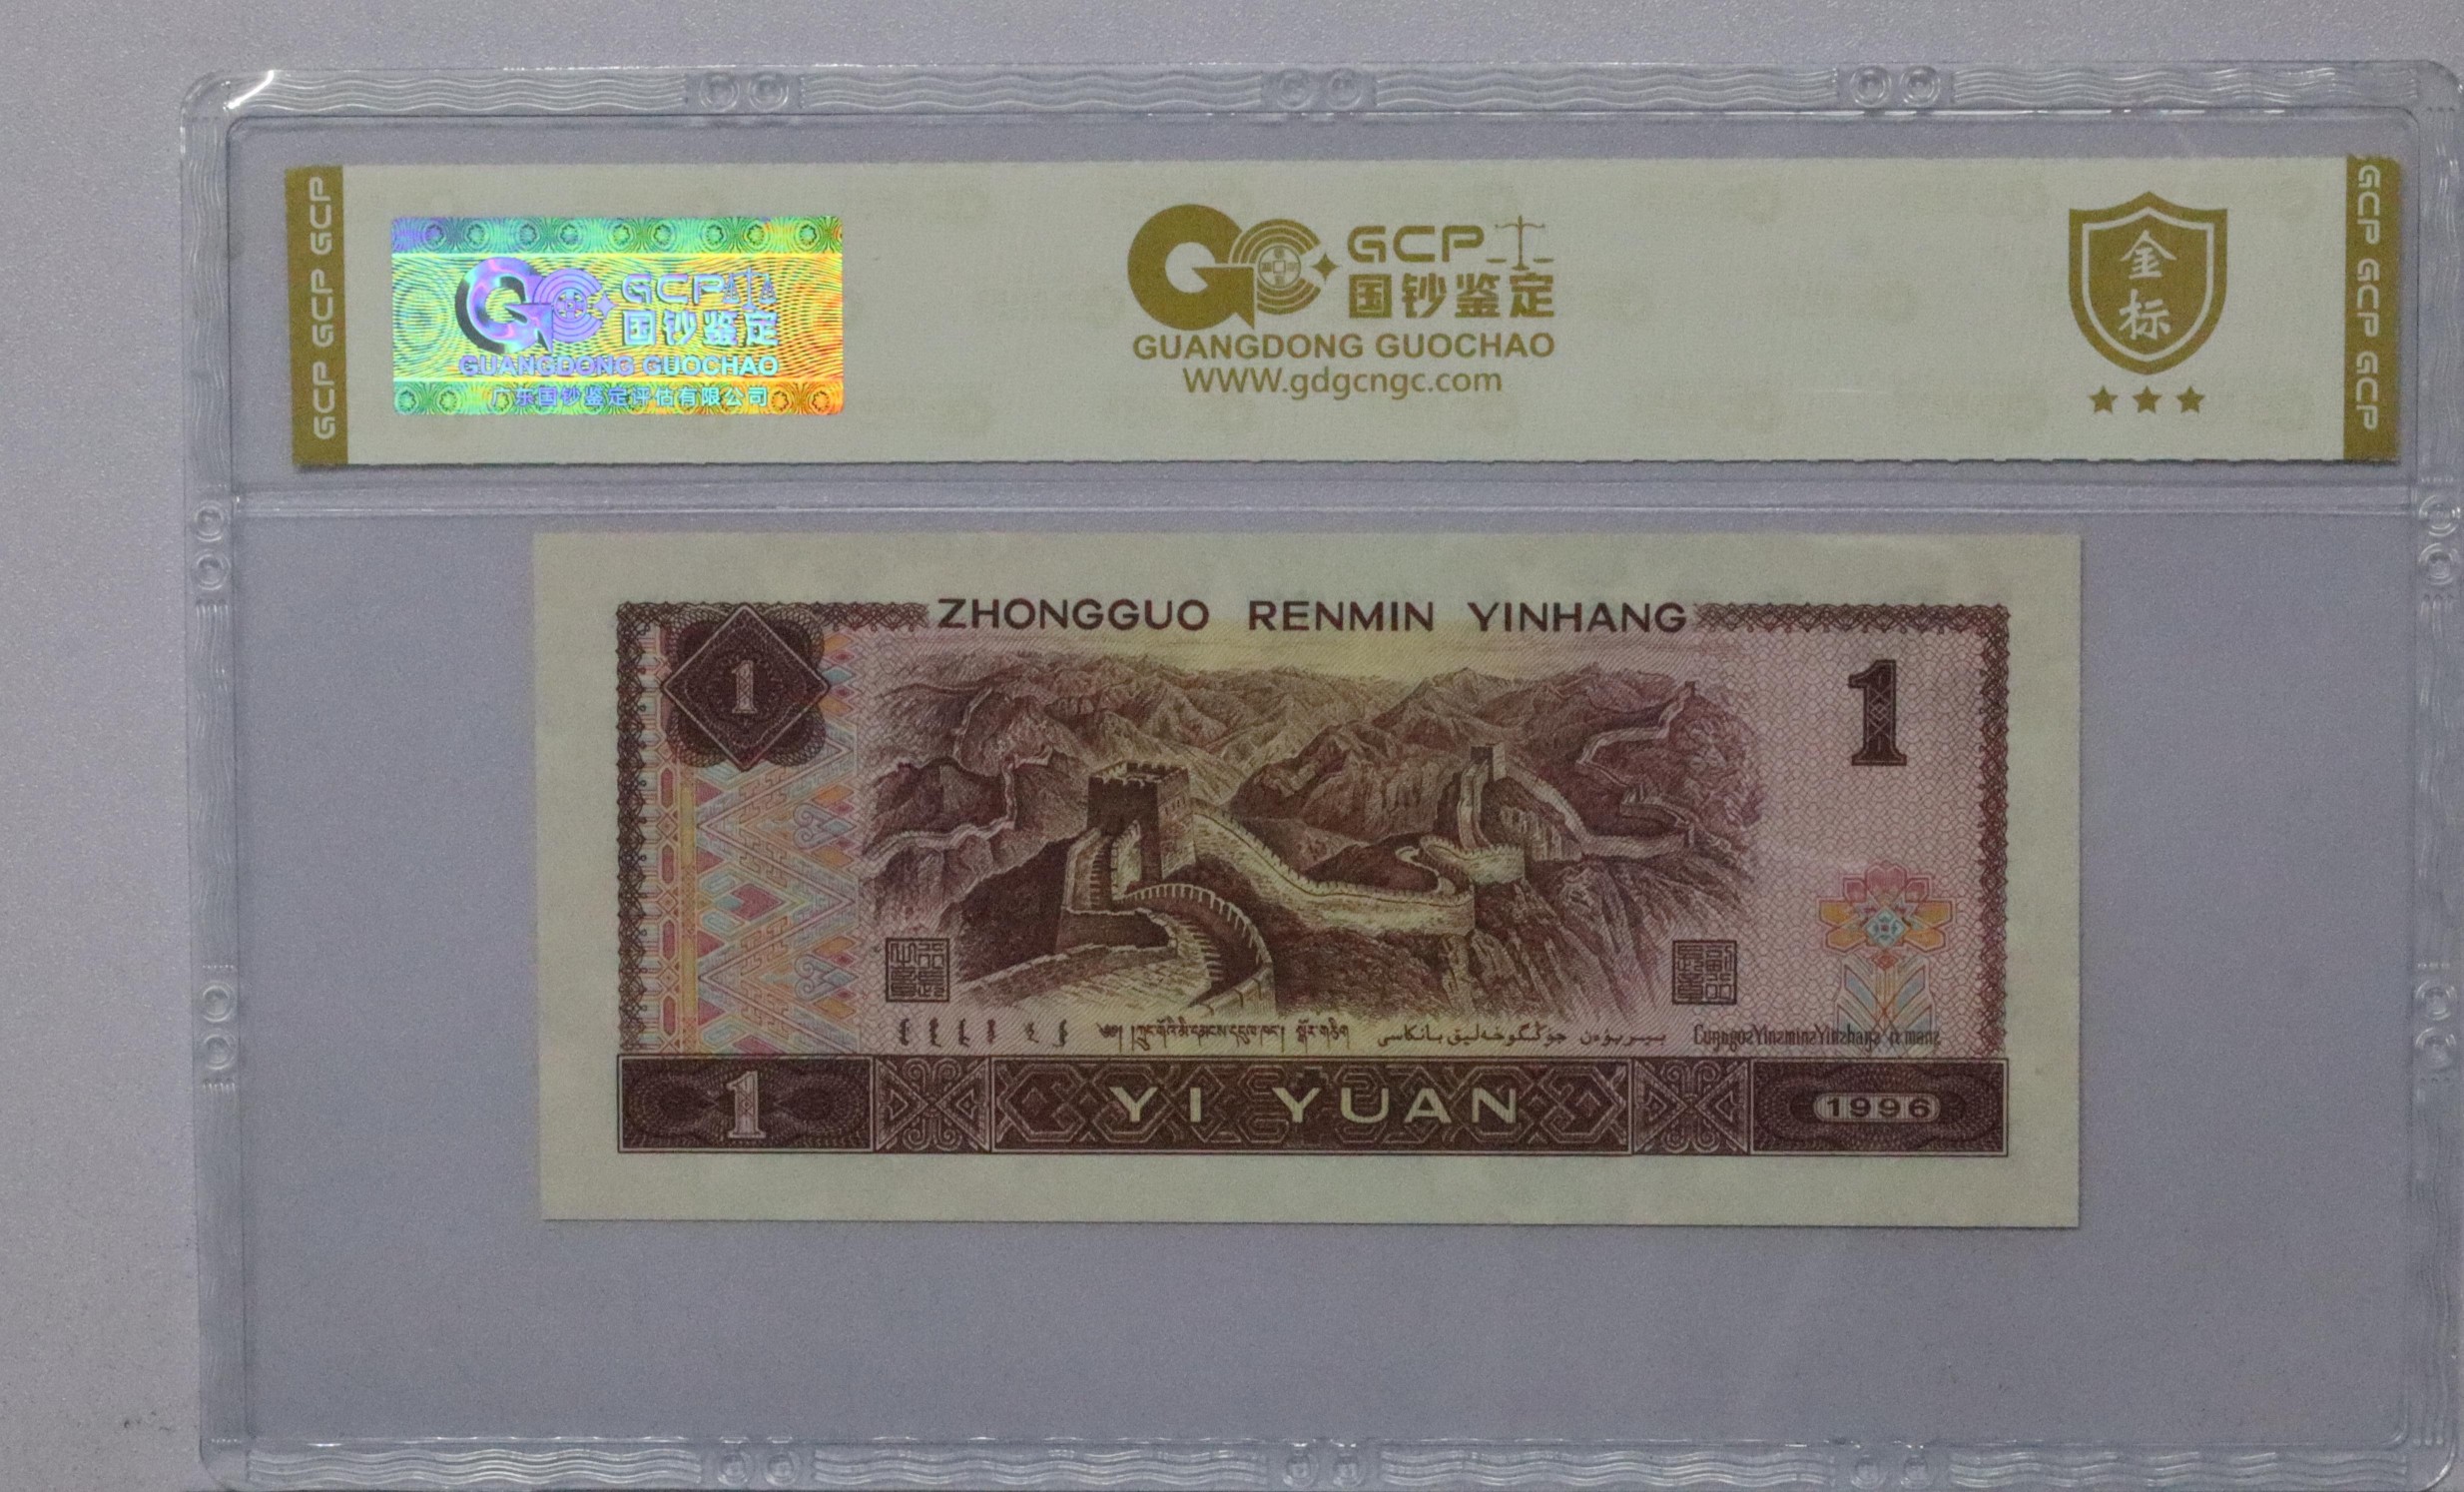 GCP GCP GCP
GCP
国钞鉴定
GUANGDONG GUOCHAO
广东国钞鉴定评估有限公司
GCP
国钞鉴定
GUANGDONG GUOCHAO
WWW.gdgcngc.com
金
标
GCP GCP GCP
ZHONGGUO RENMIN YINHANG
1
1
1
YI YUAN
1996